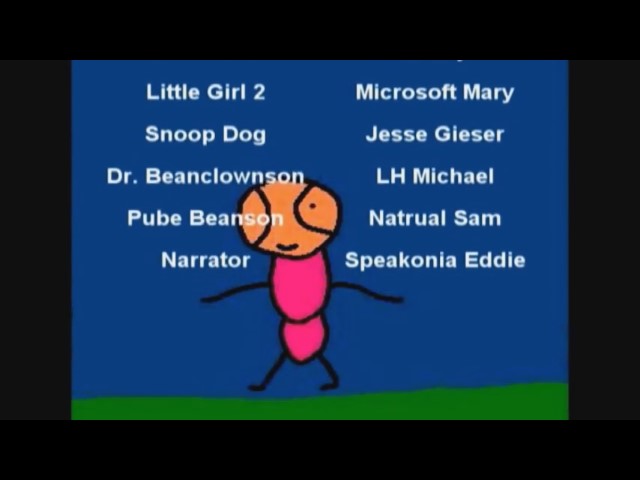 Little Girl 2 Microsoft Mary
Snoop Dog Jesse Gieser
Dr. Beanclownson LH Michael
Pube Beanson Natrual Sam
Narrator Speakonia Eddie